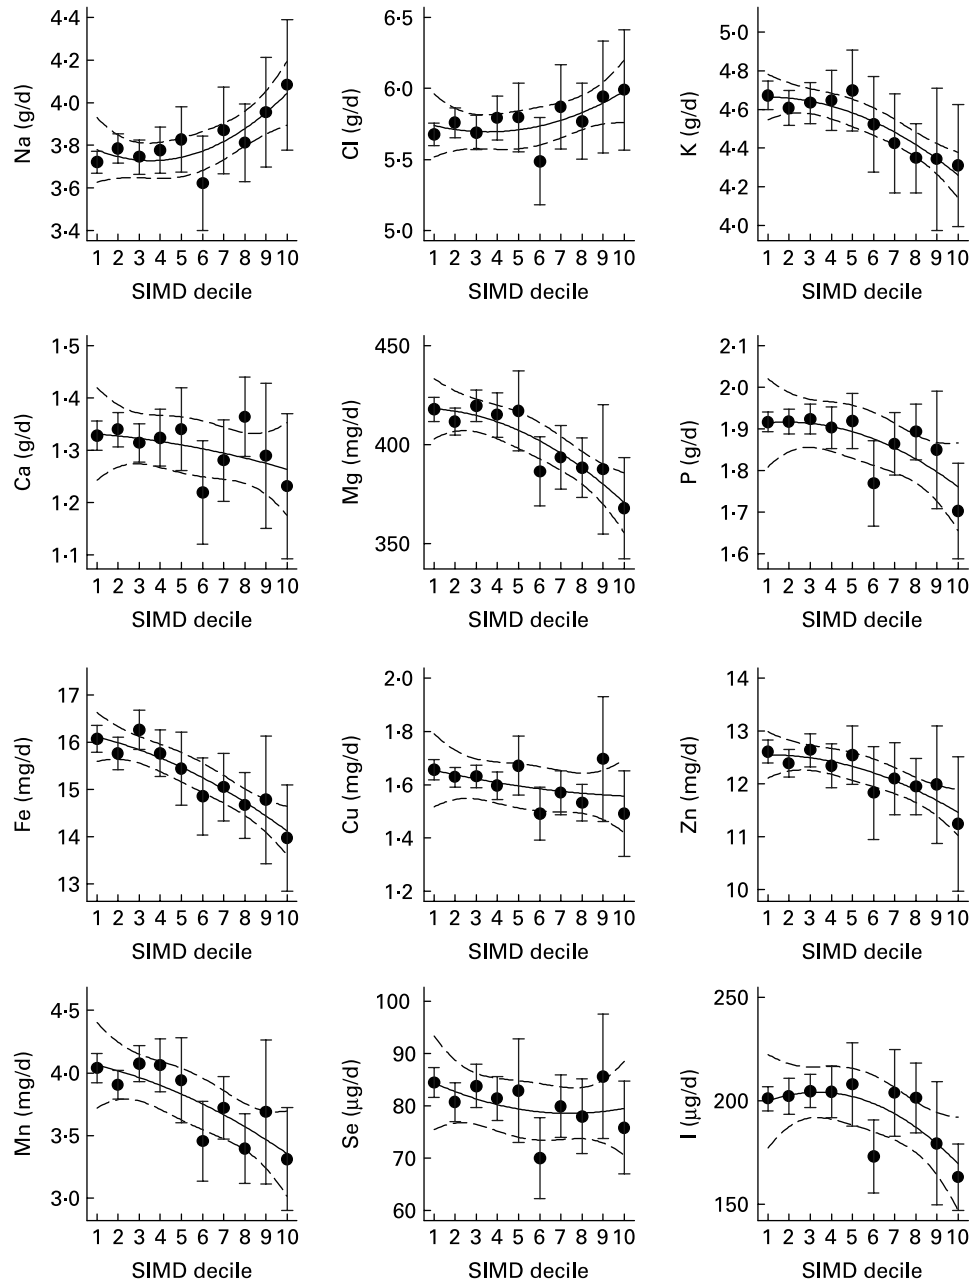 Na (g/d)
4·4
4·2
4·0
3·8
3·6
3·4
1 2 3 4 5 6 7 8 9 10
SIMD decile
Cl (g/d)
6·5
6·0
5·5
5·0
1 2 3 4 5 6 7 8 9 10
SIMD decile
K (g/d)
5·0
4·8
4·6
4·4
4·2
4·0
1 2 3 4 5 6 7 8 9 10
SIMD decile
Ca (g/d)
1·5
1·4
1·3
1·2
1·1
1 2 3 4 5 6 7 8 9 10
SIMD decile
Mg (mg/d)
450
400
350
1 2 3 4 5 6 7 8 9 10
SIMD decile
P (g/d)
2·1
2·0
1·9
1·8
1·7
1·6
1 2 3 4 5 6 7 8 9 10
SIMD decile
Fe (mg/d)
17
16
15
14
13
1 2 3 4 5 6 7 8 9 10
SIMD decile
Cu (mg/d)
2·0
1·8
1·6
1·4
1·2
1 2 3 4 5 6 7 8 9 10
SIMD decile
Zn (mg/d)
14
13
12
11
10
1 2 3 4 5 6 7 8 9 10
SIMD decile
Mn (mg/d)
4·5
4·0
3·5
3·0
1 2 3 4 5 6 7 8 9 10
SIMD decile
Se (µg/d)
100
90
80
70
60
1 2 3 4 5 6 7 8 9 10
SIMD decile
I (µg/d)
250
200
150
1 2 3 4 5 6 7 8 9 10
SIMD decile